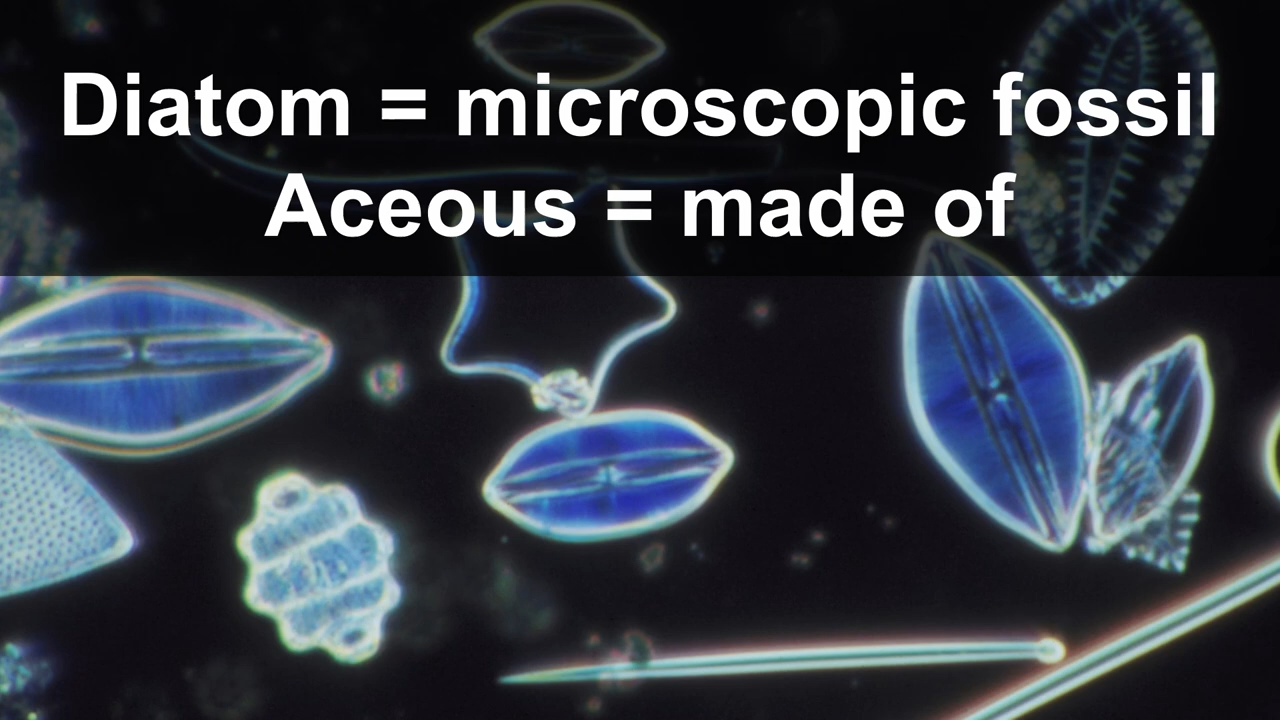 Diatom = microscopic fossil
Aceous = made of